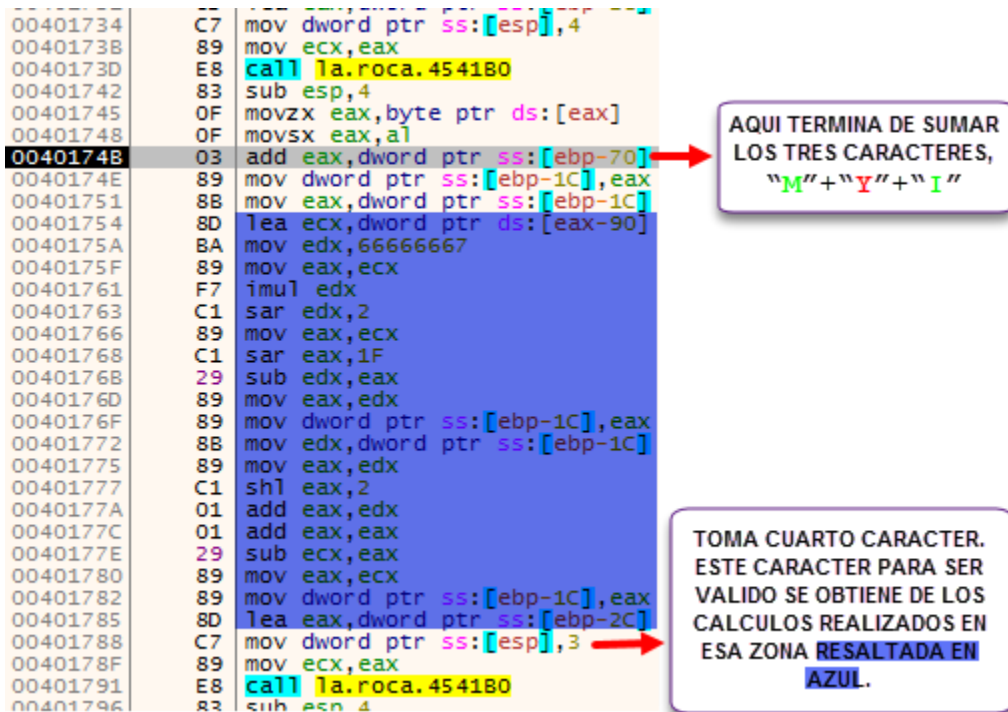 00401734 C7 mov dword ptr ss:[esp],4
0040173B 89 mov ecx,eax
0040173D E8 call la.roca.4541B0
00401742 83 sub esp,4
00401745 0F movzx eax,byte ptr ds:[eax]
00401748 0F movsx eax,al
0040174B 03 add eax,dword ptr ss:[ebp-70]
0040174E 89 mov dword ptr ss:[ebp-1C],eax
00401751 8B mov eax,dword ptr ss:[ebp-1C]
00401754 8D lea ecx,dword ptr ds:[eax-90]
0040175A BA mov edx,66666667
0040175F 89 mov eax,ecx
00401761 F7 imul edx
00401763 C1 sar edx,2
00401766 89 mov eax,ecx
00401768 C1 sar eax,1F
0040176B 29 sub edx,eax
0040176D 89 mov eax,edx
0040176F 89 mov dword ptr ss:[ebp-1C],eax
00401772 8B mov edx,dword ptr ss:[ebp-1C]
00401775 89 mov eax,edx
00401777 C1 shl eax,2
0040177A 01 add eax,edx
0040177C 01 add eax,eax
0040177E 29 sub ecx,eax
00401780 89 mov eax,ecx
00401782 89 mov dword ptr ss:[ebp-1C],eax
00401785 8D lea eax,dword ptr ss:[ebp-2C]
00401788 C7 mov dword ptr ss:[esp],3
0040178F 89 mov ecx,eax
00401791 E8 call la.roca.4541B0
00401796 83 sub esp,4
AQUI TERMINA DE SUMAR
LOS TRES CARACTERES,
"M"+"Y"+"I"
TOMA CUARTO CARACTER.
ESTE CARACTER PARA SER
VALIDO SE OBTIENE DE LOS
CALCULOS REALIZADOS EN
ESA ZONA RESALTADA EN
AZUL.